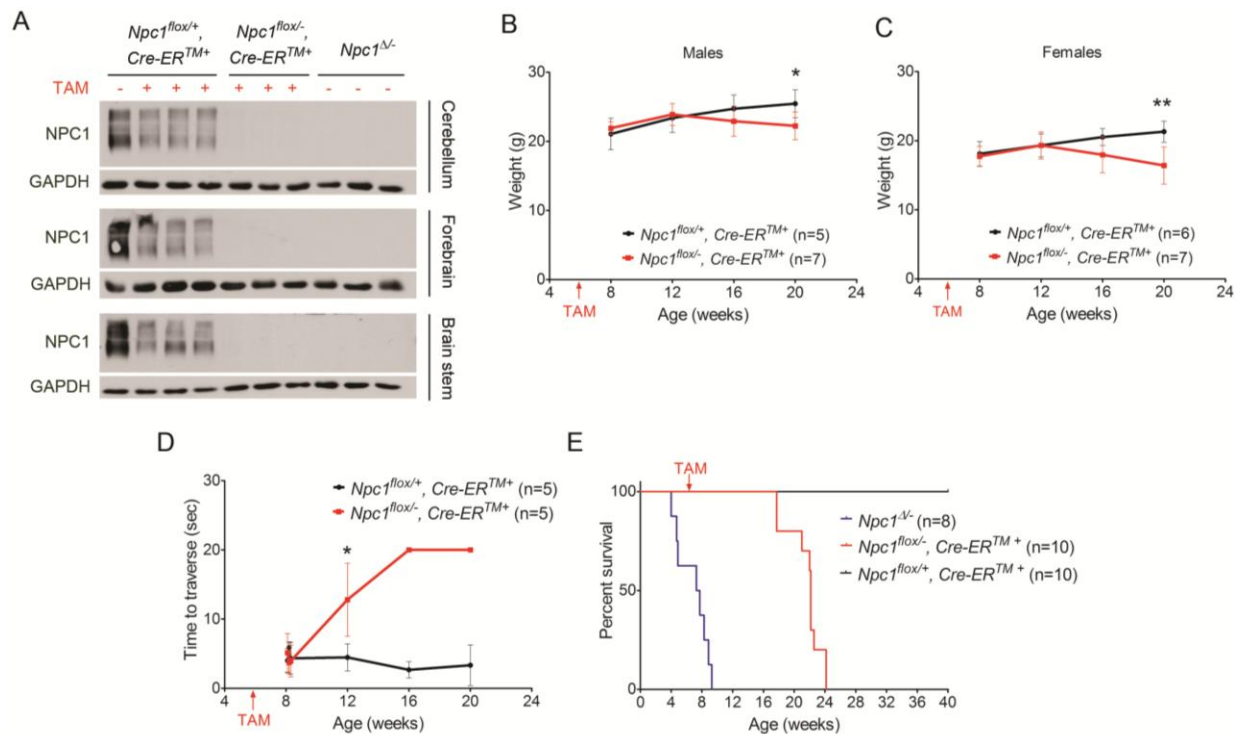 A
Npc1flox/+,
Cre-ERTM+
Npc1flox/-,
Cre-ERTM+
Npc1Δ/-
TAM - + + + + + + - - -
NPC1
GAPDH
Cerebellum
NPC1
GAPDH
Forebrain
NPC1
GAPDH
Brain stem
B
Males
Weight (g)
30
20
10
0
*
Npc1flox/+, Cre-ERTM+ (n=5)
Npc1flox/-, Cre-ERTM+ (n=7)
4 8 12 16 20 24
TAM
Age (weeks)
C
Females
Weight (g)
30
20
10
0
**
Npc1flox/+, Cre-ERTM+ (n=6)
Npc1flox/-, Cre-ERTM+ (n=7)
4 8 12 16 20 24
TAM
Age (weeks)
D
Time to traverse (sec)
30
20
10
0
Npc1flox/+, Cre-ERTM+ (n=5)
Npc1flox/-, Cre-ERTM+ (n=5)
*
4 8 12 16 20 24
TAM
Age (weeks)
E
TAM
Percent survival
100
50
0
Npc1Δ/- (n=8)
Npc1flox/-, Cre-ERTM + (n=10)
Npc1flox/+, Cre-ERTM + (n=10)
0 4 8 12 16 20 24 28 32 36 40
Age (weeks)